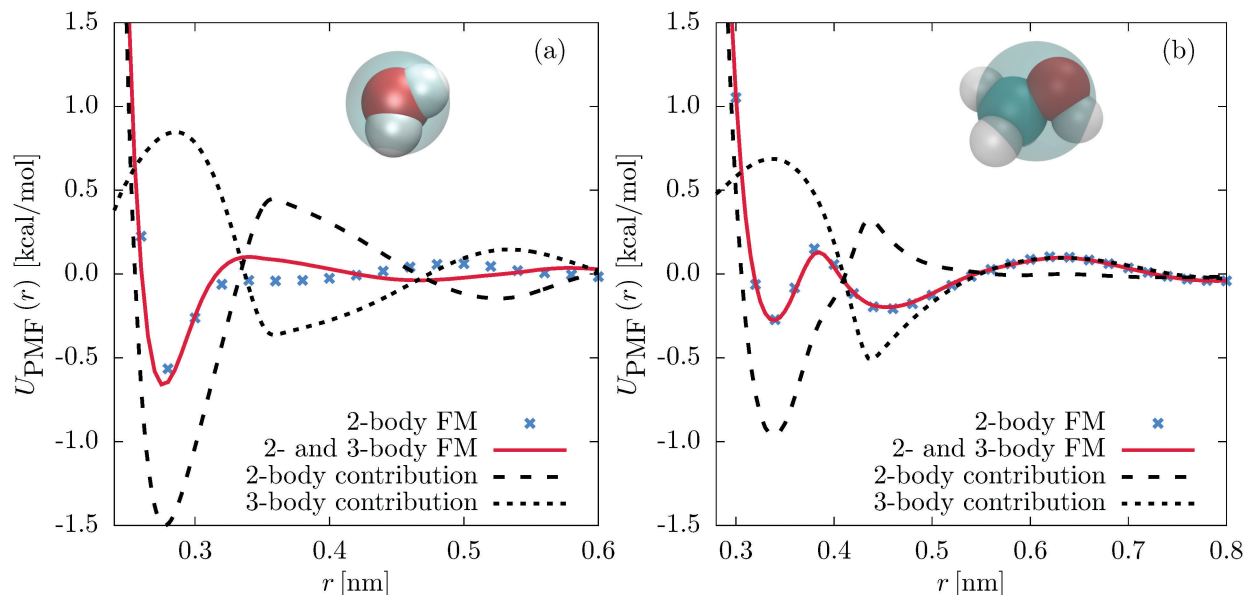 1.5
1.0
0.5
0.0
-0.5
-1.0
-1.5
U_PMF (r) [kcal/mol]
(a)
2-body FM
2- and 3-body FM
2-body contribution
3-body contribution
0.3 0.4 0.5 0.6
r [nm]
1.5
1.0
0.5
0.0
-0.5
-1.0
-1.5
U_PMF (r) [kcal/mol]
(b)
2-body FM
2- and 3-body FM
2-body contribution
3-body contribution
0.3 0.4 0.5 0.6 0.7 0.8
r [nm]